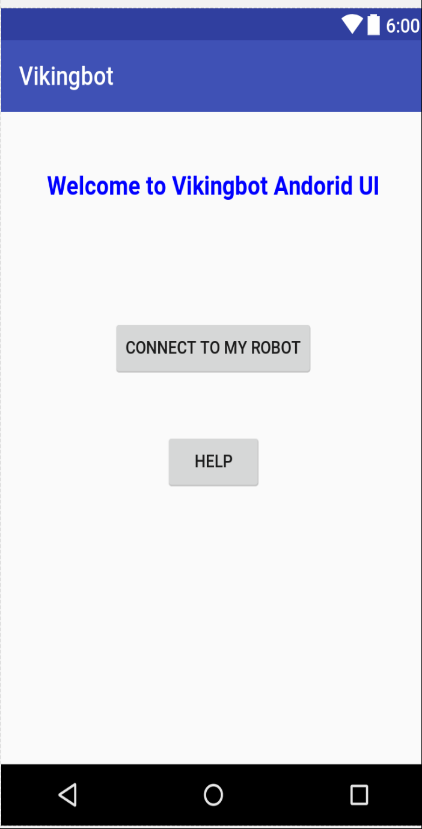 6:00
Vikingbot
Welcome to Vikingbot Andorid UI
CONNECT TO MY ROBOT
HELP